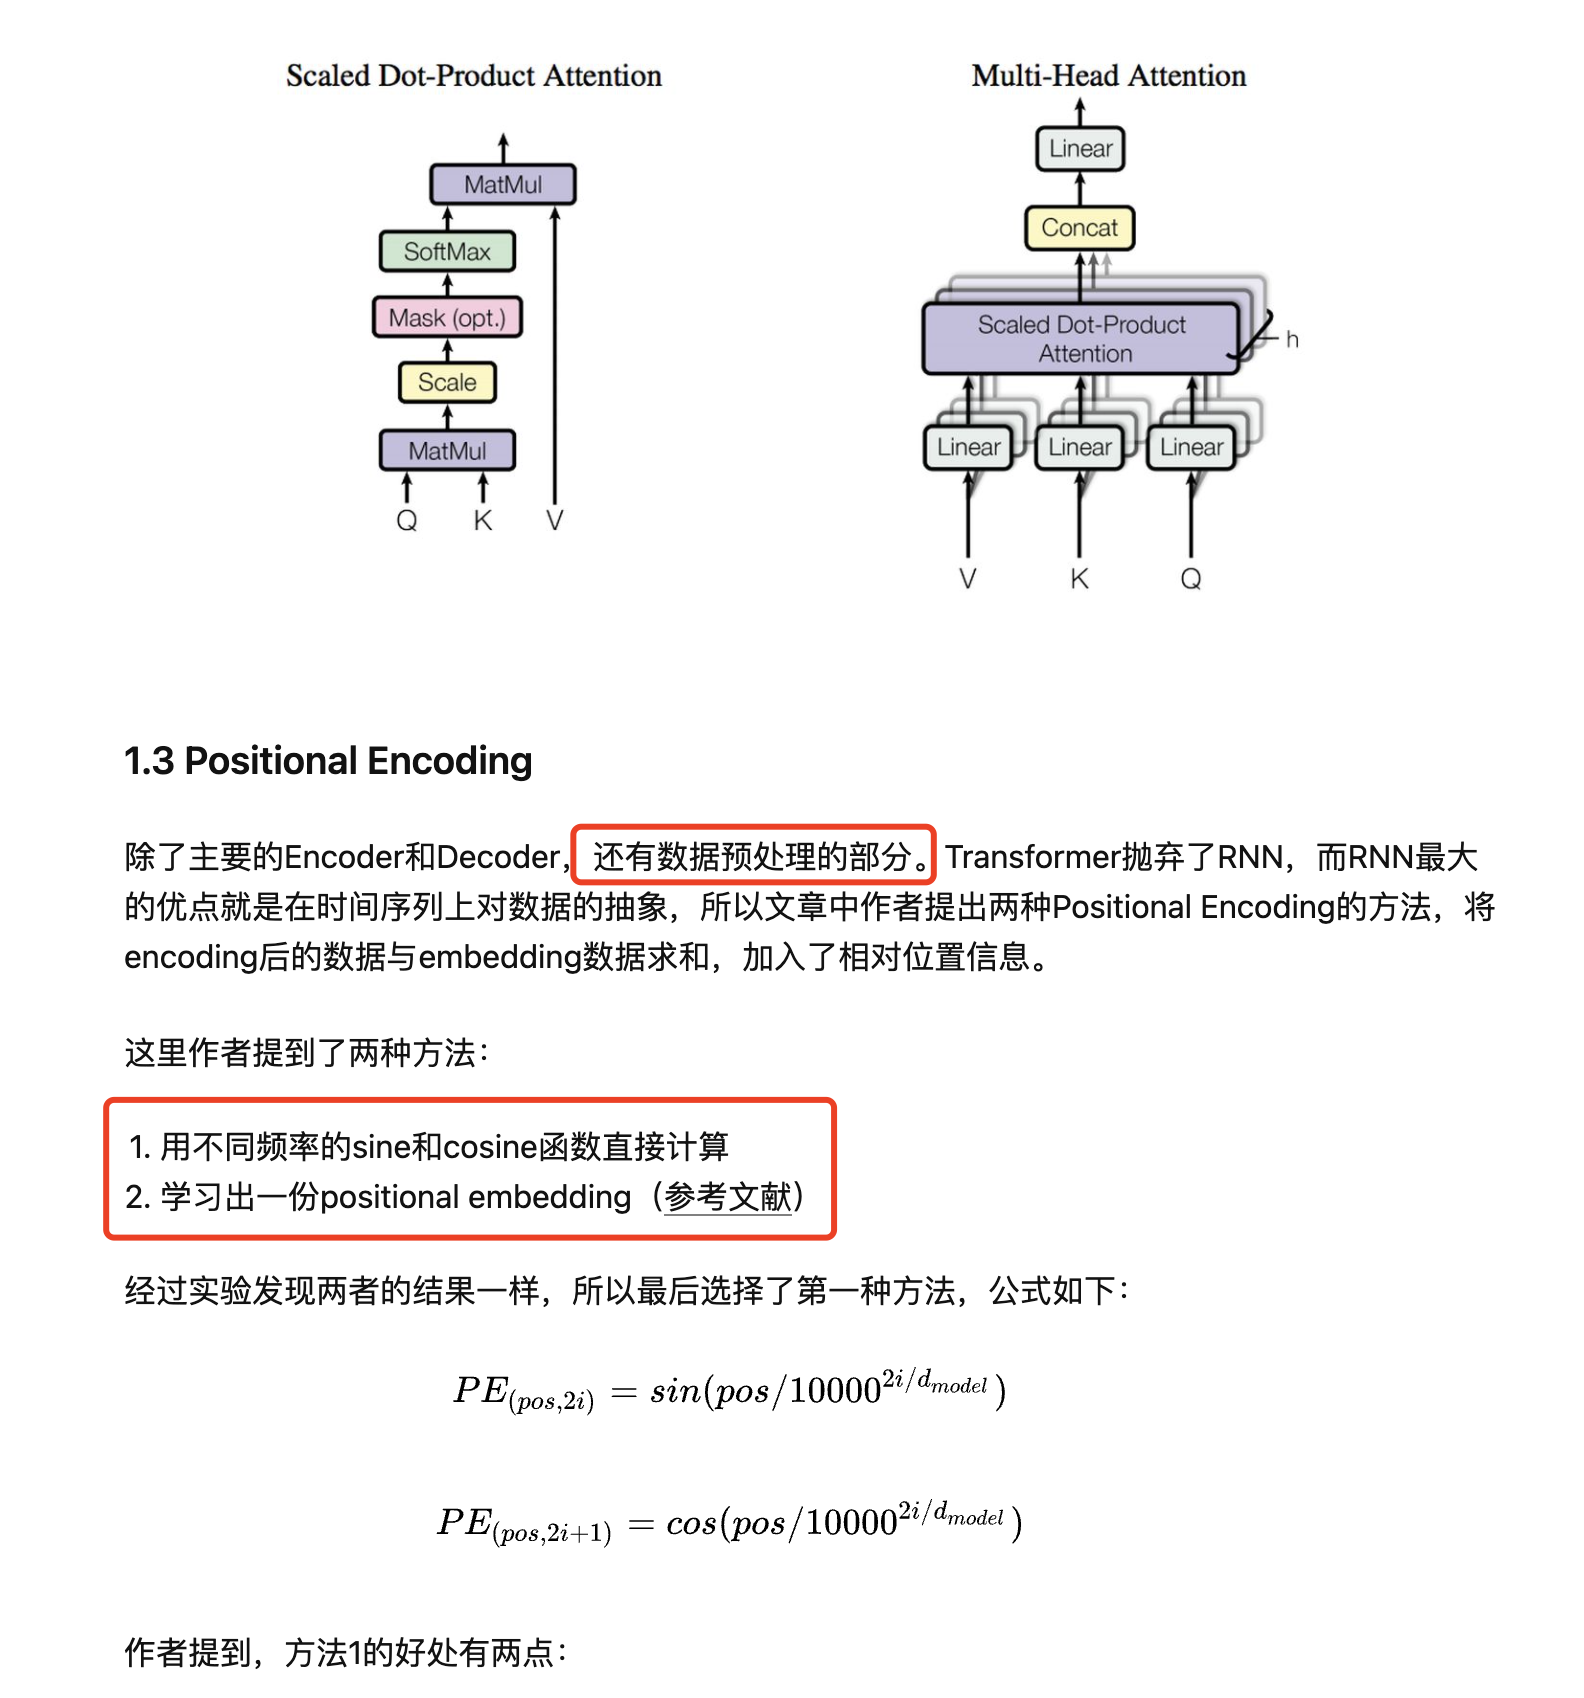 Scaled Dot-Product Attention
MatMul
SoftMax
Mask (opt.)
Scale
MatMul
Q K V
Multi-Head Attention
Linear
Concat
Scaled Dot-Product
Attention
h
Linear Linear Linear
V K Q
1.3 Positional Encoding
除了主要的Encoder和Decoder，还有数据预处理的部分。Transformer抛弃了RNN，而RNN最大
的优点就是在时间序列上对数据的抽象，所以文章中作者提出两种Positional Encoding的方法，将
encoding后的数据与embedding数据求和，加入了相对位置信息。
这里作者提到了两种方法：
1. 用不同频率的sine和cosine函数直接计算
2. 学习出一份positional embedding（参考文献）
经过实验发现两者的结果一样，所以最后选择了第一种方法，公式如下：
$PE_{(pos,2i)} = sin(pos/10000^{2i/d_{model}})$
$PE_{(pos,2i+1)} = cos(pos/10000^{2i/d_{model}})$
作者提到，方法1的好处有两点：